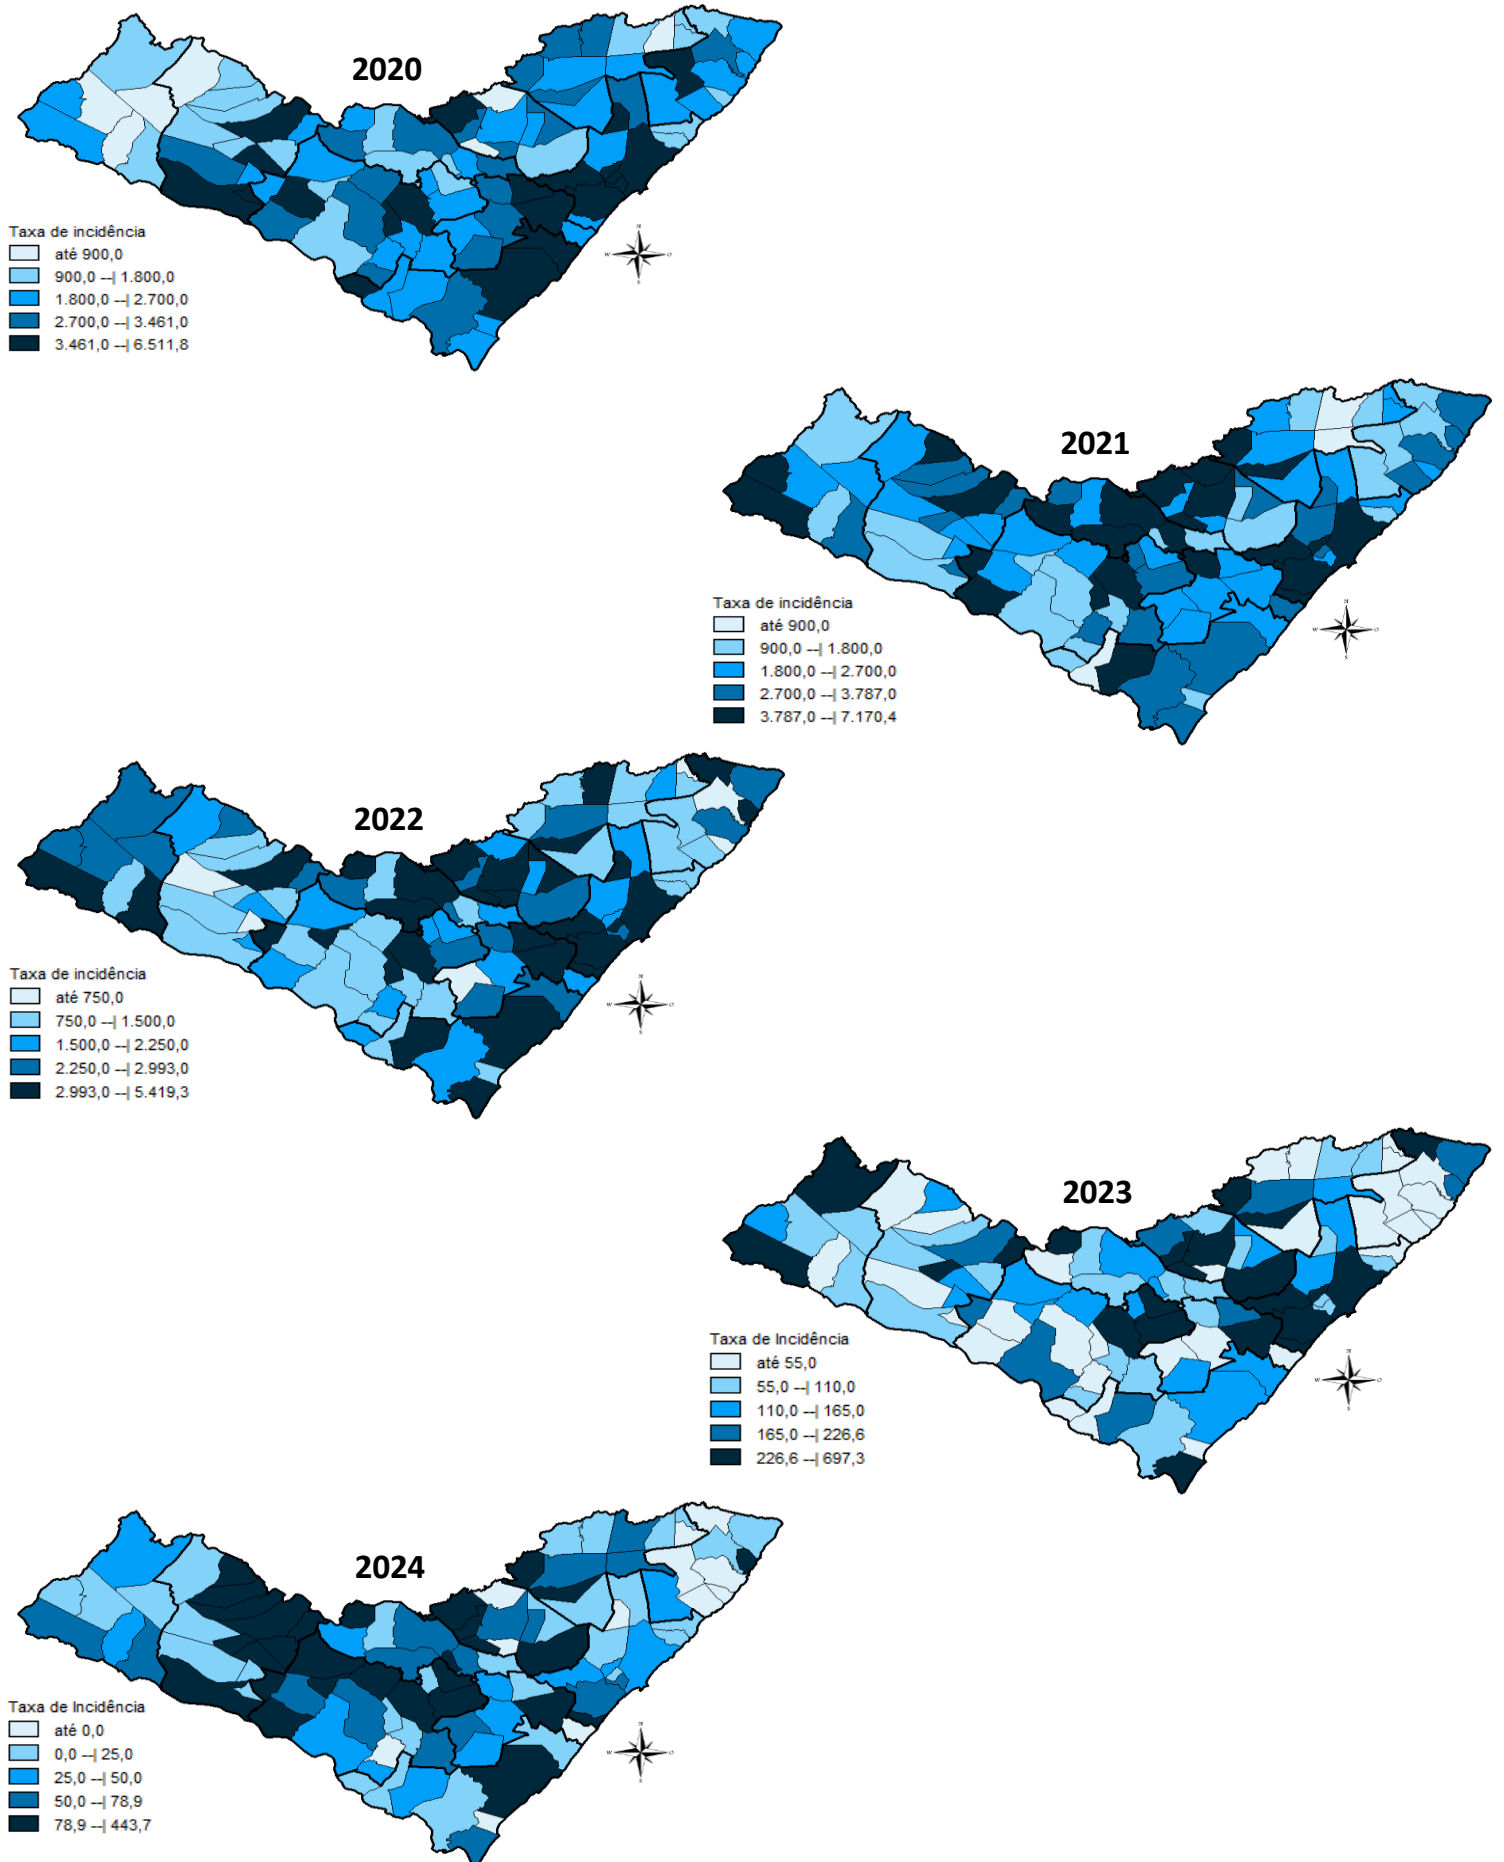 2020
Taxa de incidência
até 900,0
900,0 --| 1.800,0
1.800,0 --| 2.700,0
2.700,0 --| 3.461,0
3.461,0 --| 6.511,8
2021
Taxa de incidência
até 900,0
900,0 --| 1.800,0
1.800,0 --| 2.700,0
2.700,0 --| 3.787,0
3.787,0 --| 7.170,4
2022
Taxa de incidência
até 750,0
750,0 --| 1.500,0
1.500,0 --| 2.250,0
2.250,0 --| 2.993,0
2.993,0 --| 5.419,3
2023
Taxa de Incidência
até 55,0
55,0 --| 110,0
110,0 --| 165,0
165,0 --| 226,6
226,6 --| 697,3
2024
Taxa de Incidência
até 0,0
0,0 --| 25,0
25,0 --| 50,0
50,0 --| 78,9
78,9 --| 443,7